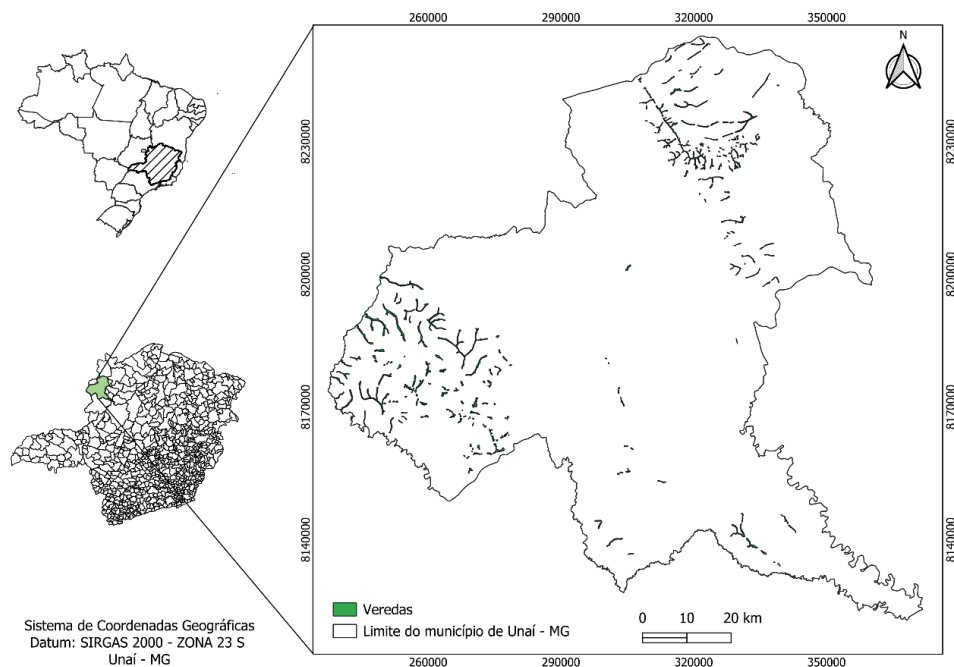 260000 290000 320000 350000
N
8230000 8230000
8200000 8200000
8170000 8170000
8140000 8140000
Veredas
Limite do município de Unaí - MG
0 10 20 km
Sistema de Coordenadas Geográficas
Datum: SIRGAS 2000 - ZONA 23 S
Unaí - MG
260000 290000 320000 350000